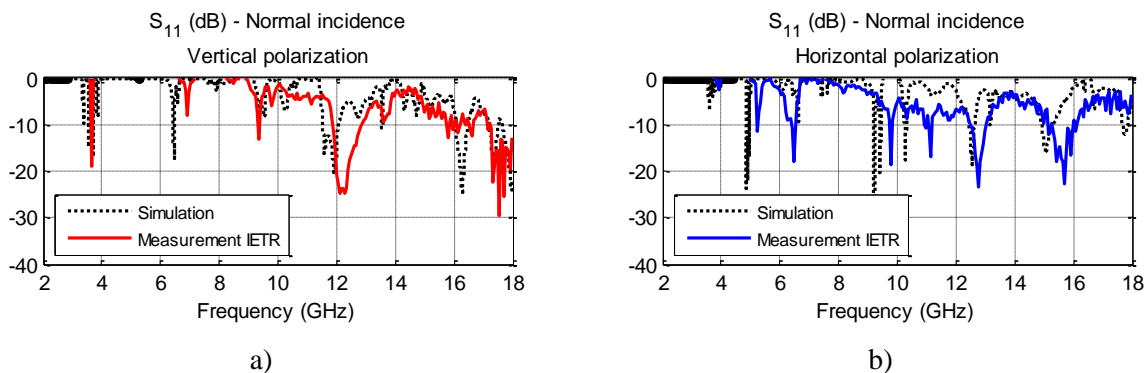 S11 (dB) - Normal incidence
Vertical polarization
0
-10
-20
-30
-40
2 4 6 8 10 12 14 16 18
Frequency (GHz)
Simulation
Measurement IETR
a)
S11 (dB) - Normal incidence
Horizontal polarization
0
-10
-20
-30
-40
2 4 6 8 10 12 14 16 18
Frequency (GHz)
Simulation
Measurement IETR
b)